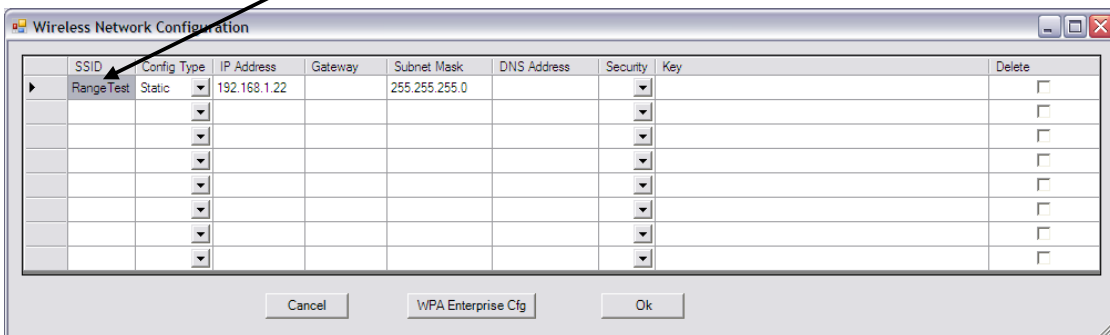 Wireless Network Configuration
SSID Config Type IP Address Gateway Subnet Mask DNS Address Security Key Delete
RangeTest Static 192.168.1.22 255.255.255.0
Cancel WPA Enterprise Cfg Ok